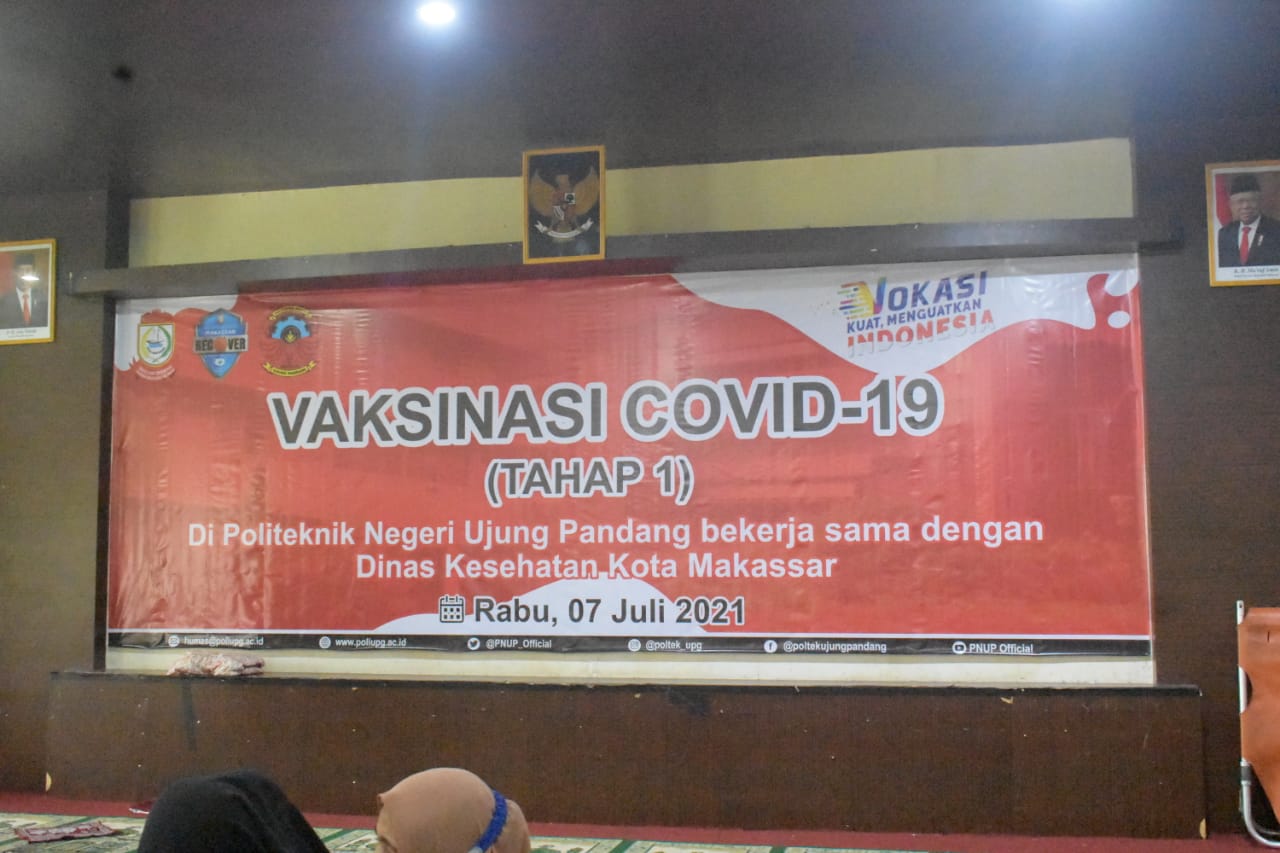 MAKASSAR
RECOVER
VOKASI
KUAT, MENGUATKAN
INDONESIA
VAKSINASI COVID-19
(TAHAP 1)
Di Politeknik Negeri Ujung Pandang bekerja sama dengan
Dinas Kesehatan Kota Makassar
Rabu, 07 Juli 2021
humas@poliupg.ac.id www.poliupg.ac.id @PNUP_Official @poltek_upg @poltekujungpandang PNUP Official